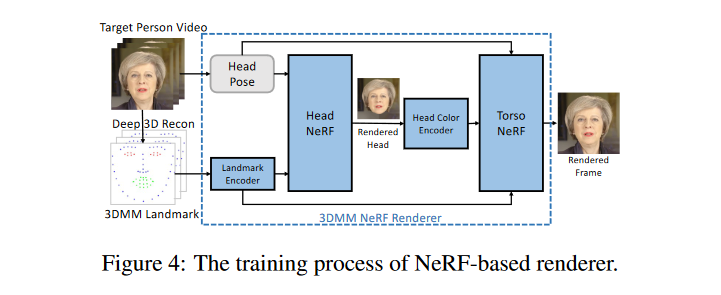 Target Person Video
Head
Pose
Deep 3D Recon
3DMM Landmark
Landmark
Encoder
Head
NeRF
Rendered
Head
Head Color
Encoder
Torso
NeRF
Rendered
Frame
3DMM NeRF Renderer
Figure 4: The training process of NeRF-based renderer.